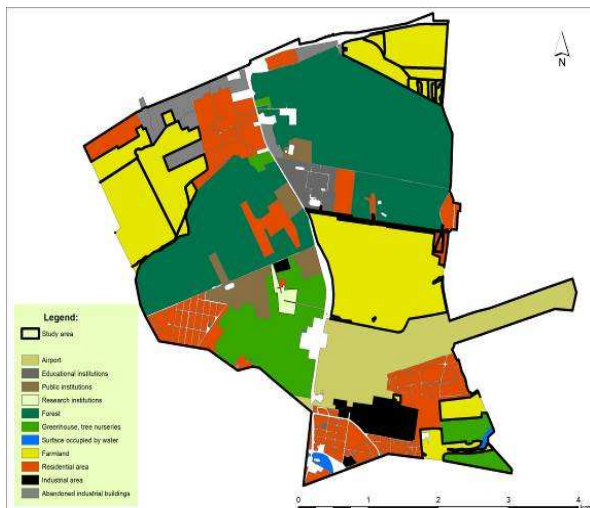 N
Legend:
Study area
Airport
Educational institutions
Public institutions
Research institutions
Forest
Greenhouse, tree nurseries
Surface occupied by water
Farmland
Residential area
Industrial area
Abandoned industrial buildings
0 1 2 3 4